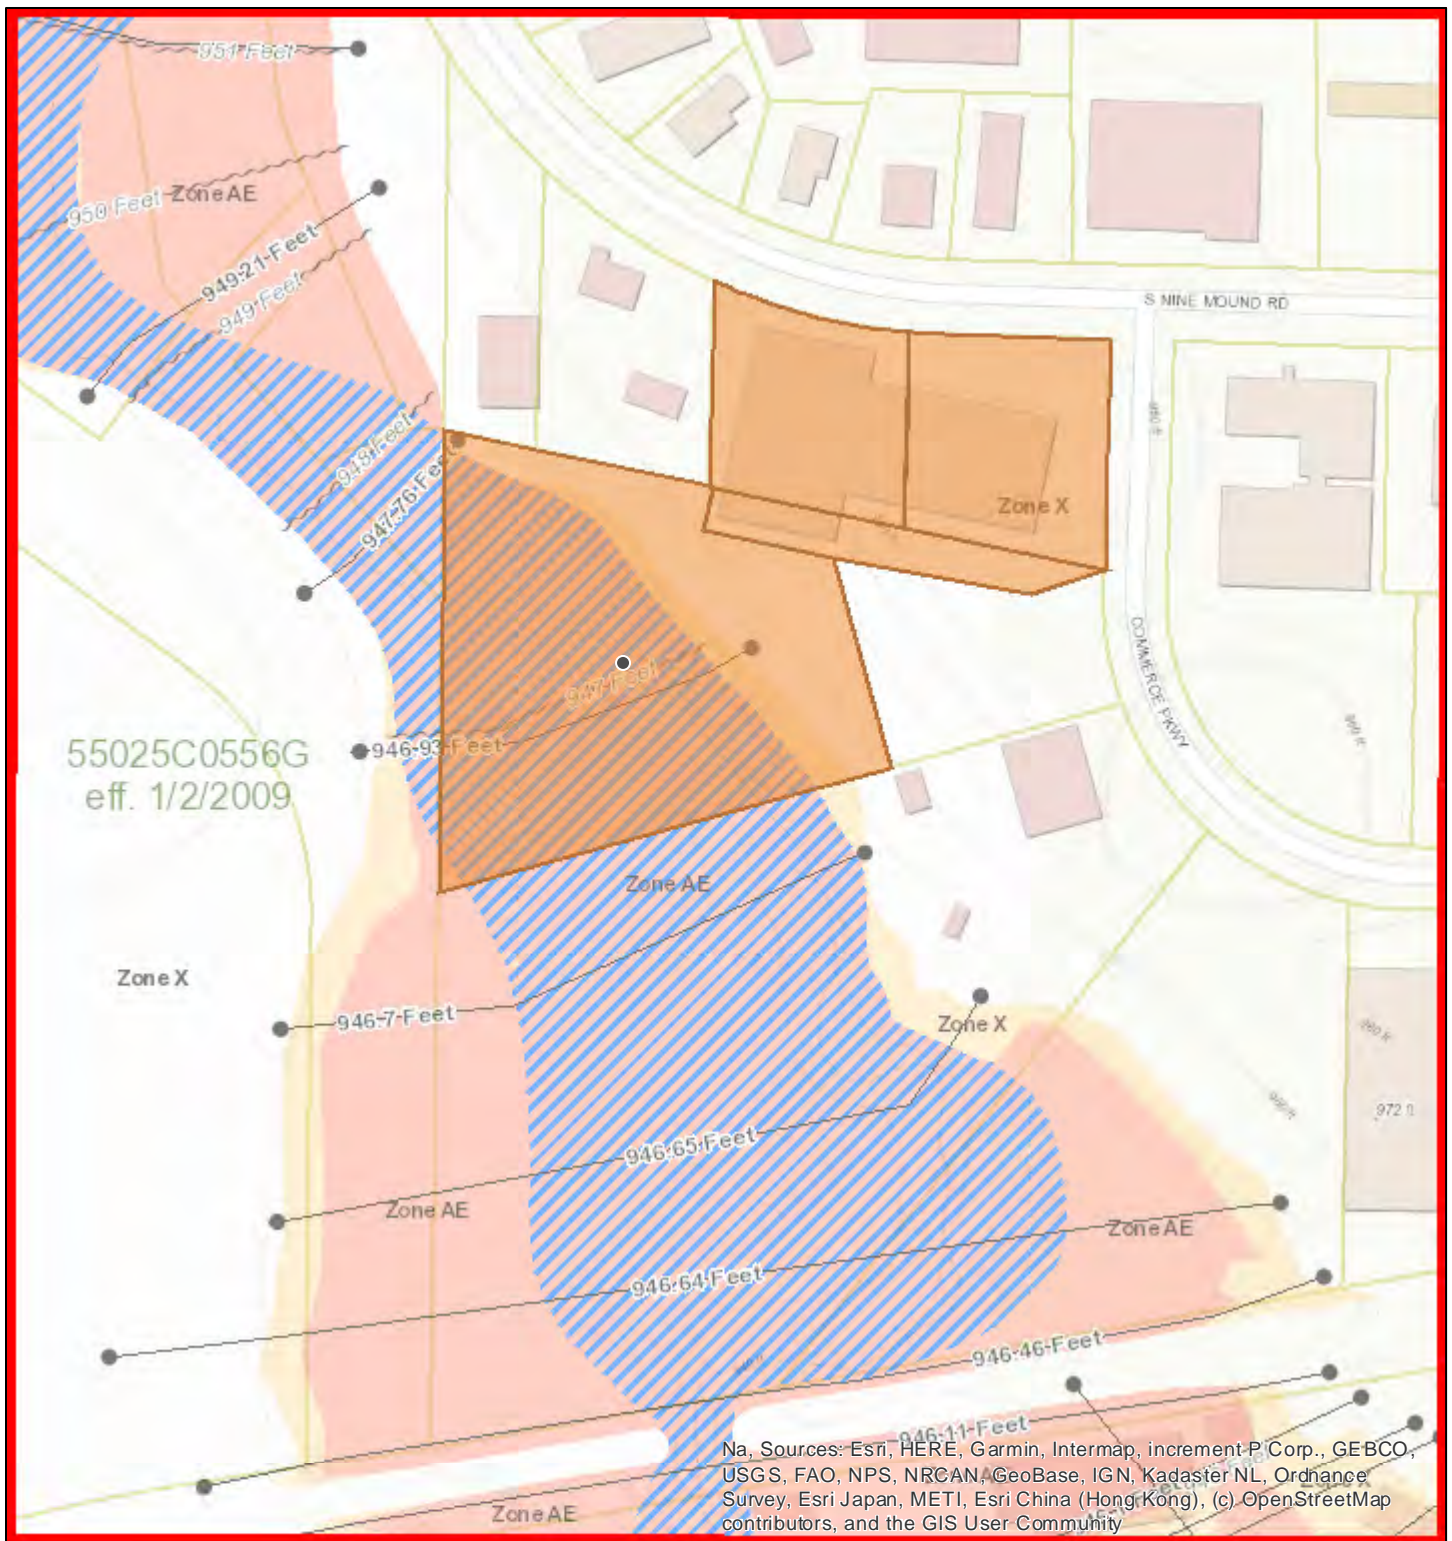 951 Feet
950 Feet
Zone AE
949.21 Feet
949 Feet
S NINE MOUND RD
948 Feet
947.76 Feet
Zone X
947 Feet
946.93 Feet
COMMERCE PKWY
960 ft
55025C0556G
eff. 1/2/2009
Zone AE
Zone X
946.7 Feet
Zone X
972 ft
946.65 Feet
Zone AE
Zone AE
946.64 Feet
946.46 Feet
946.11 Feet
Zone AE
Na, Sources: Esri, HERE, Garmin, Intermap, increment P Corp., GEBCO,
USGS, FAO, NPS, NRCAN, GeoBase, IGN, Kadaster NL, Ordnance
Survey, Esri Japan, METI, Esri China (Hong Kong), (c) OpenStreetMap
contributors, and the GIS User Community